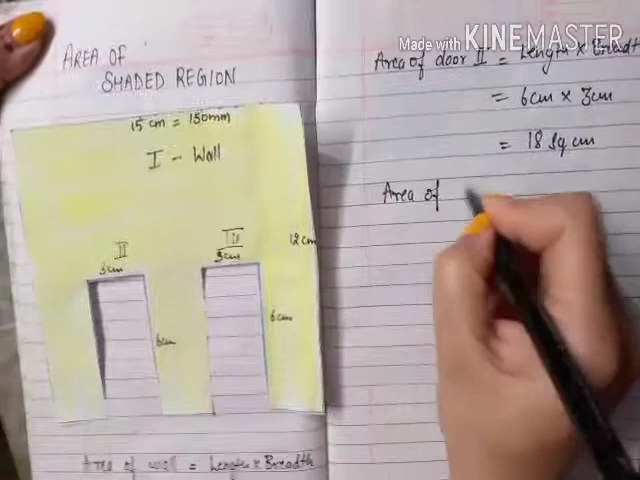 AREA OF
SHADED REGION
15 cm = 150mm
I - Wall
II
3cm
III
3cm
12cm
6cm
6cm
Area of wall = Length × Breadth
Made with KINEMASTER
Area of door II = Length × Breadth
= 6cm × 3cm
= 18 sq cm
Area of